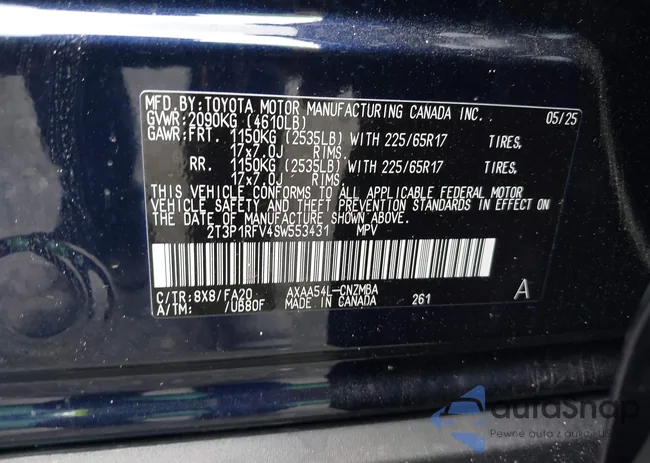 MFD.BY:TOYOTA MOTOR MANUFACTURING CANADA INC. 05/25
GVWR:2090KG (4610LB)
GAWR:FRT. 1150KG (2535LB) WITH 225/65R17 TIRES,
17x7.0J RIMS.
RR. 1150KG (2535LB) WITH 225/65R17 TIRES,
17x7.0J RIMS.
THIS VEHICLE CONFORMS TO ALL APPLICABLE FEDERAL MOTOR
VEHICLE SAFETY AND THEFT PREVENTION STANDARDS IN EFFECT ON
THE DATE OF MANUFACTURE SHOWN ABOVE.
2T3P1RFV4SW553431 MPV
C/TR:8X8/FA20 AXAA54L-CNZMBA A
A/TM: /UB80F MADE IN CANADA 261
autoShop
Pewne auto z aukcji